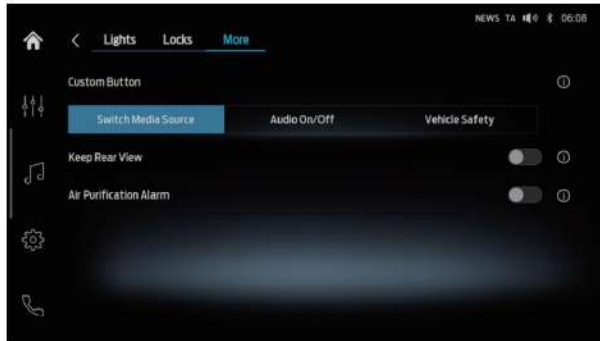 NEWS TA 06:08
Lights Locks More
Custom Button
Switch Media Source Audio On/Off Vehicle Safety
Keep Rear View
Air Purification Alarm